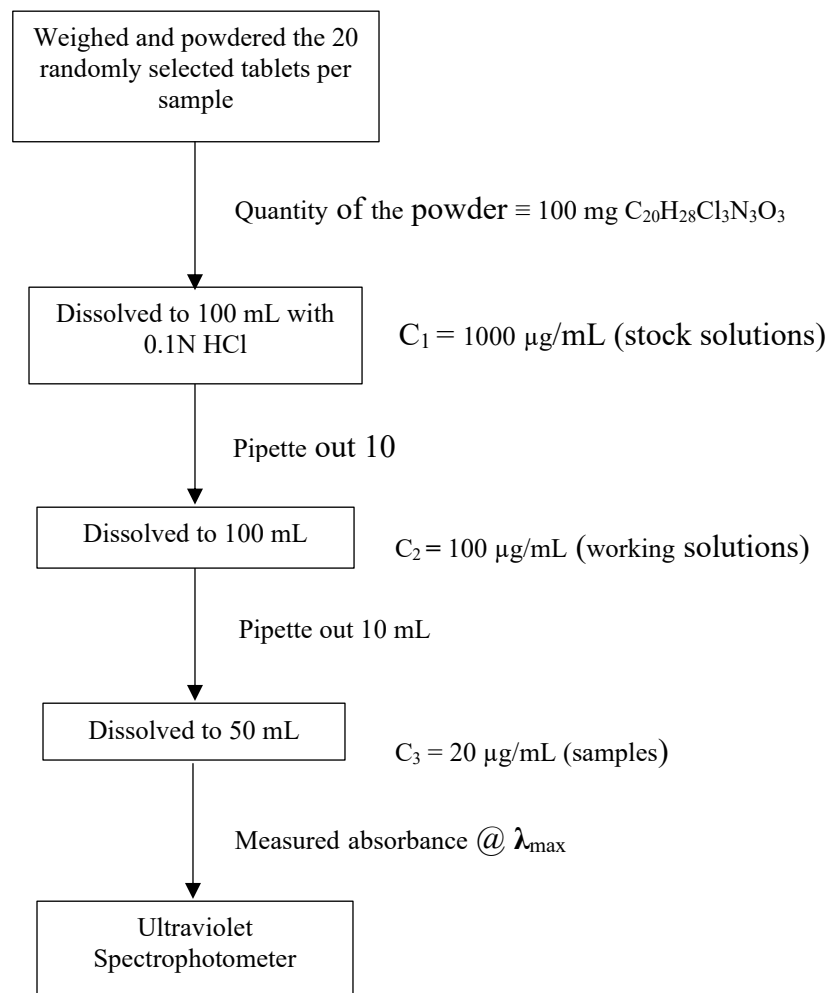 Weighed and powdered the 20
randomly selected tablets per
sample
Quantity of the powder ≡ 100 mg C₂₀H₂₈Cl₃N₃O₃
Dissolved to 100 mL with
0.1N HCl
C₁ = 1000 µg/mL (stock solutions)
Pipette out 10
Dissolved to 100 mL
C₂ = 100 µg/mL (working solutions)
Pipette out 10 mL
Dissolved to 50 mL
C₃ = 20 µg/mL (samples)
Measured absorbance @ λmax
Ultraviolet
Spectrophotometer